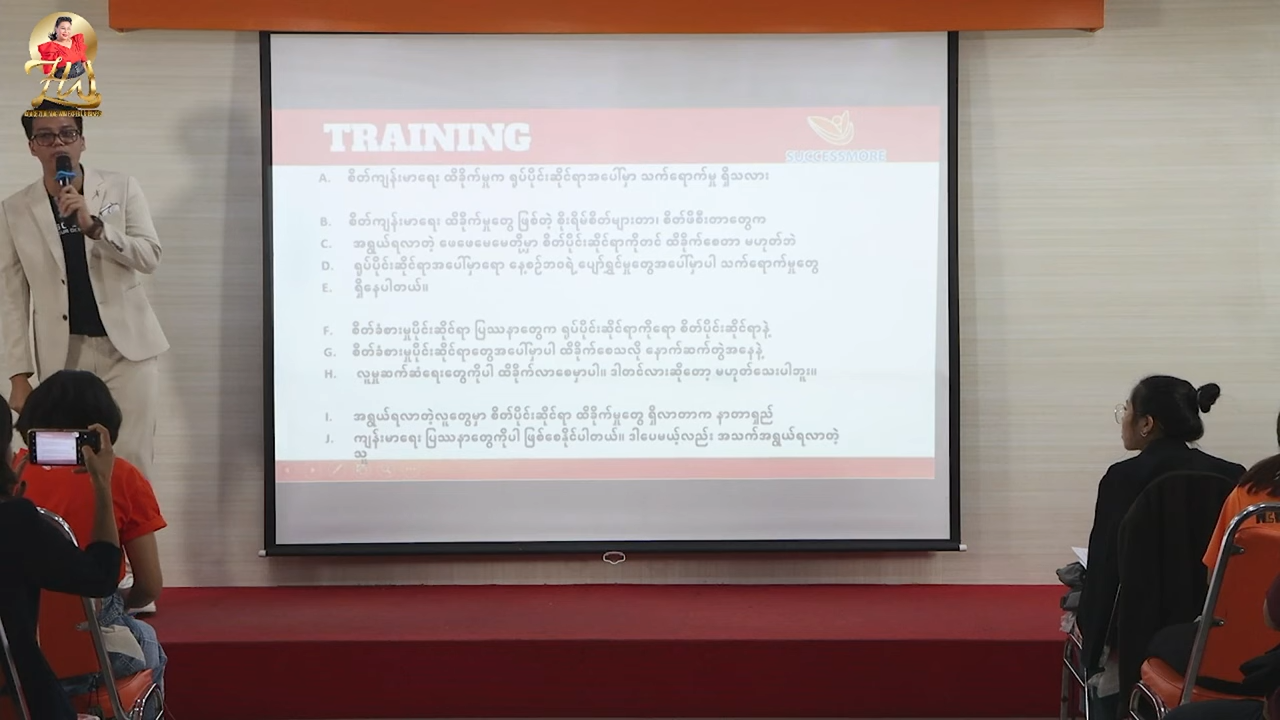 TRAINING
SUCCESSMORE
A. စိတ်ကျန်းမာရေး ထိခိုက်မှုက ရုပ်ပိုင်းဆိုင်ရာအပေါ်မှာ သက်ရောက်မှု ရှိသလား
B. စိတ်ကျန်းမာရေး ထိခိုက်မှုတွေ ဖြစ်တဲ့ စိုးရိမ်စိတ်များတာ၊ စိတ်ဖိစီးတာတွေက
C. အရွယ်ရလာတဲ့ ဖေဖေမေမေတို့မှာ စိတ်ပိုင်းဆိုင်ရာကိုတင် ထိခိုက်စေတာ မဟုတ်ဘဲ
D. ရုပ်ပိုင်းဆိုင်ရာအပေါ်မှာရော နေ့စဉ်ဘဝရဲ့ ပျော်ရွှင်မှုတွေအပေါ်မှာပါ သက်ရောက်မှုတွေ
E. ရှိနေပါတယ်။
F. စိတ်ခံစားမှုပိုင်းဆိုင်ရာ ပြဿနာတွေက ရုပ်ပိုင်းဆိုင်ရာကိုရော စိတ်ပိုင်းဆိုင်ရာနဲ့
G. စိတ်ခံစားမှုပိုင်းဆိုင်ရာတွေအပေါ်မှာပါ ထိခိုက်စေသလို နောက်ဆက်တွဲအနေနဲ့
H. လူမှုဆက်ဆံရေးတွေကိုပါ ထိခိုက်လာစေမှာပါ။ ဒါတင်လားဆိုတော့ မဟုတ်သေးပါဘူး။
I. အရွယ်ရလာတဲ့လူတွေမှာ စိတ်ပိုင်းဆိုင်ရာ ထိခိုက်မှုတွေ ရှိလာတာက နာတာရှည်
J. ကျန်းမာရေး ပြဿနာတွေကိုပါ ဖြစ်စေနိုင်ပါတယ်။ ဒါပေမယ့်လည်း အသက်အရွယ်ရလာတဲ့
သူ